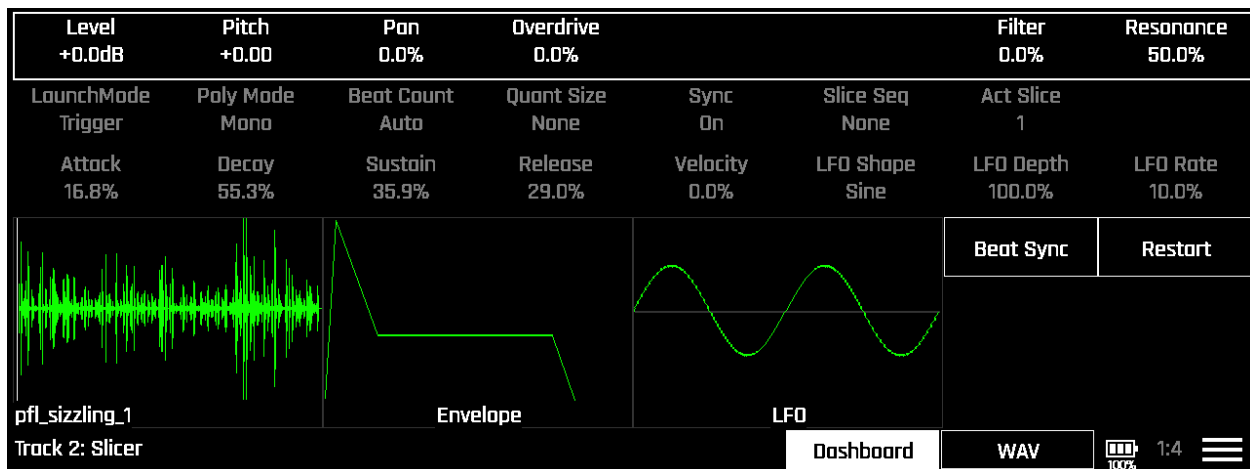 Level Pitch Pan Overdrive Filter Resonance
+0.0dB +0.00 0.0% 0.0% 0.0% 50.0%
LaunchMode Poly Mode Beat Count Quant Size Sync Slice Seq Act Slice
Trigger Mono Auto None On None 1
Attack Decay Sustain Release Velocity LFO Shape LFO Depth LFO Rate
16.8% 55.3% 35.9% 29.0% 0.0% Sine 100.0% 10.0%
Beat Sync Restart
pfl_sizzling_1 Envelope LFO
Track 2: Slicer Dashboard WAV 1:4
100%